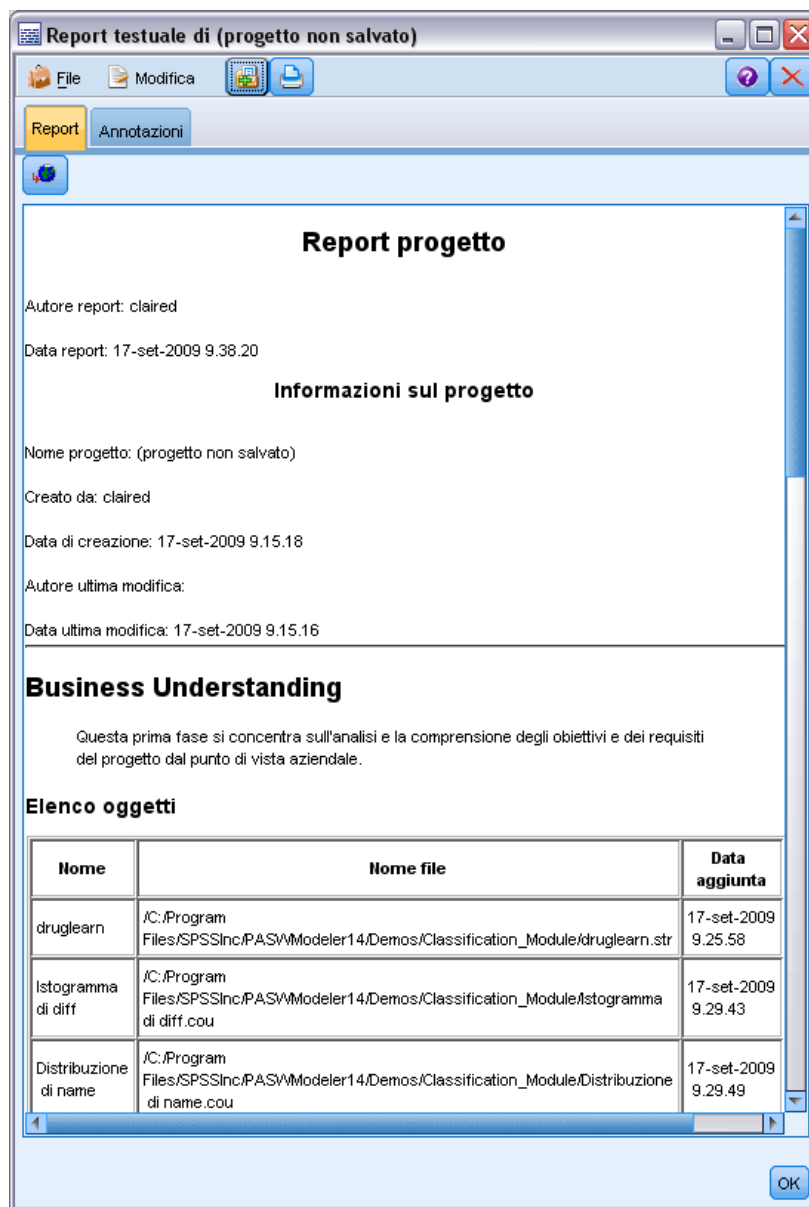 Report testuale di (progetto non salvato)
File Modifica
Report Annotazioni
Report progetto
Autore report: claired
Data report: 17-set-2009 9.38.20
Informazioni sul progetto
Nome progetto: (progetto non salvato)
Creato da: claired
Data di creazione: 17-set-2009 9.15.18
Autore ultima modifica:
Data ultima modifica: 17-set-2009 9.15.16
Business Understanding
Questa prima fase si concentra sull'analisi e la comprensione degli obiettivi e dei requisiti
del progetto dal punto di vista aziendale.
Elenco oggetti
Nome Nome file Data
aggiunta
druglearn
/C:/Program
Files/SPSSInc/PASWModeler14/Demos/Classification_Module/druglearn.str
17-set-2009
9.25.58
Istogramma
di diff
/C:/Program
Files/SPSSInc/PASWModeler14/Demos/Classification_Module/Istogramma
di diff.cou
17-set-2009
9.29.43
Distribuzione
di name
/C:/Program
Files/SPSSInc/PASWModeler14/Demos/Classification_Module/Distribuzione
di name.cou
17-set-2009
9.29.49
OK